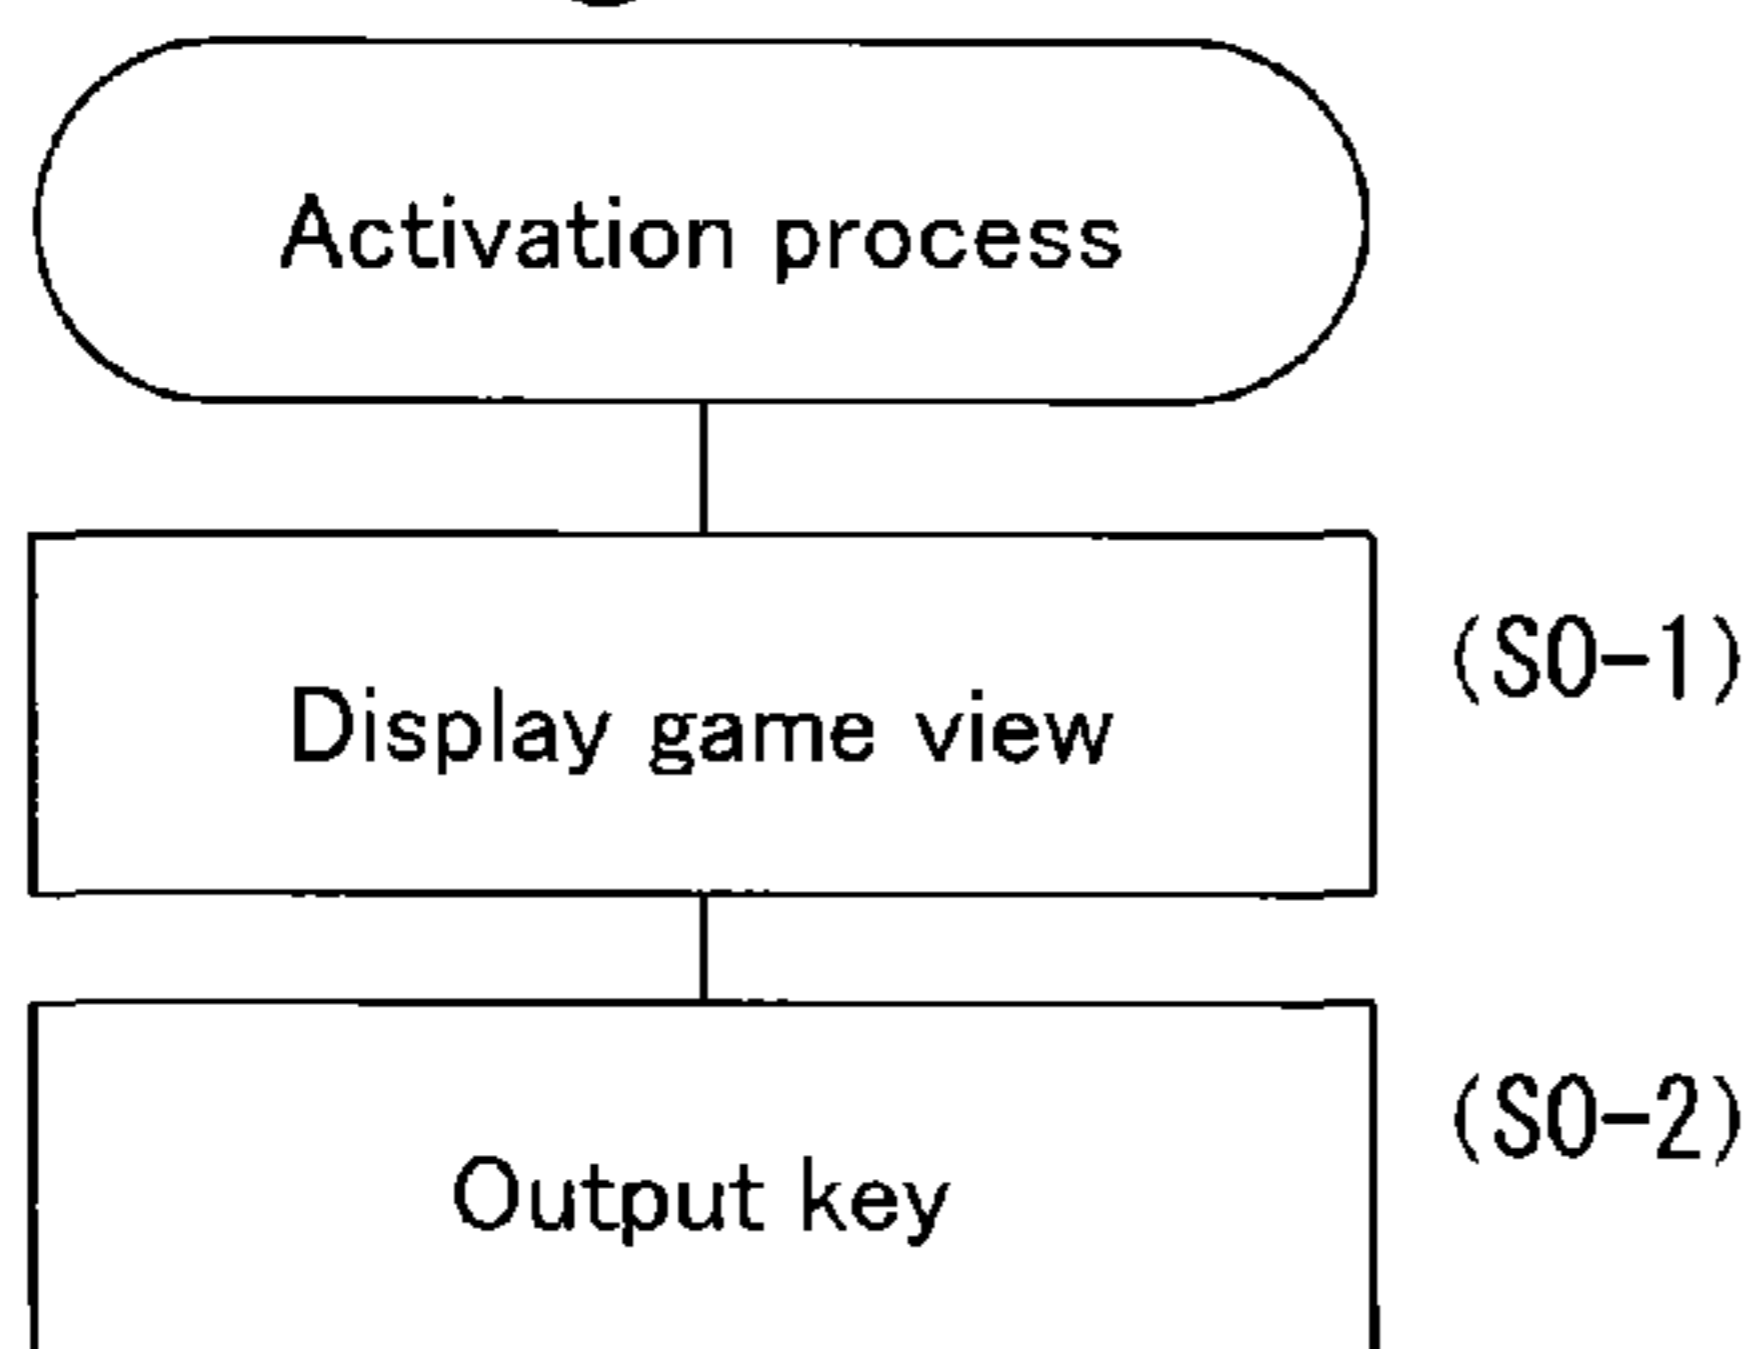 Activation process
(S0-1)
Display game view
(S0-2)
Output key